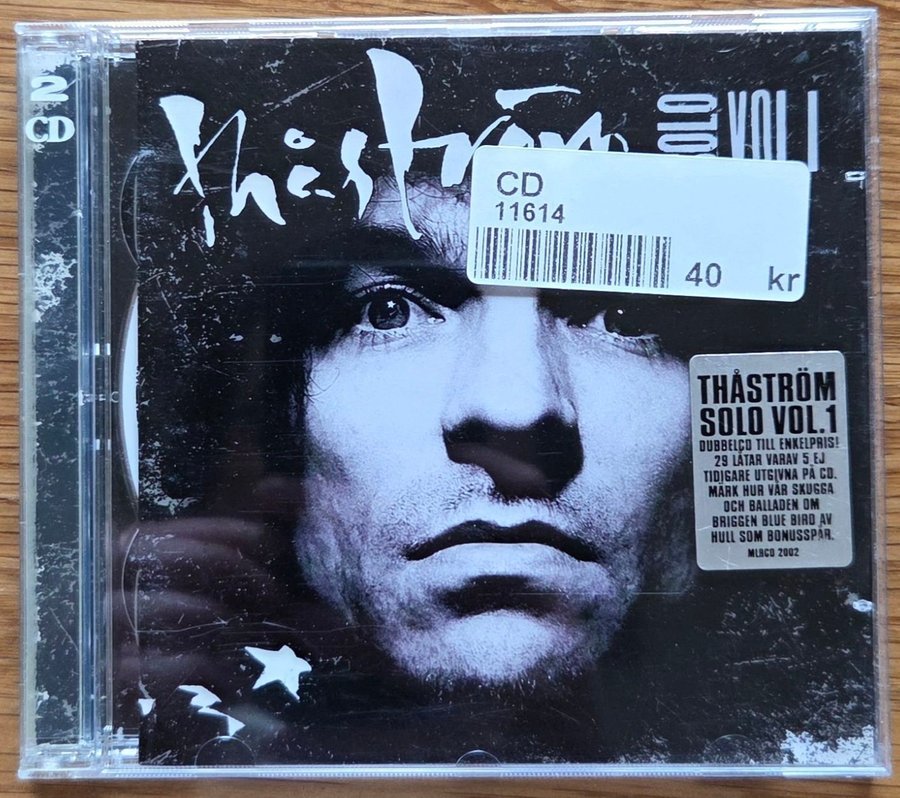 2
CD
Thåström
SOLO
VOL 1
CD
11614
40 kr
THÅSTRÖM
SOLO VOL.1
DUBBELCD TILL ENKELPRIS!
29 LÅTAR VARAV 5 EJ
TIDIGARE UTGIVNA PÅ CD.
MÄRK HUR VÅR SKUGGA
OCH BALLADEN OM
BRIGGEN BLUE BIRD AV
HULL SOM BONUSSPÅR.
MLRCD 2002